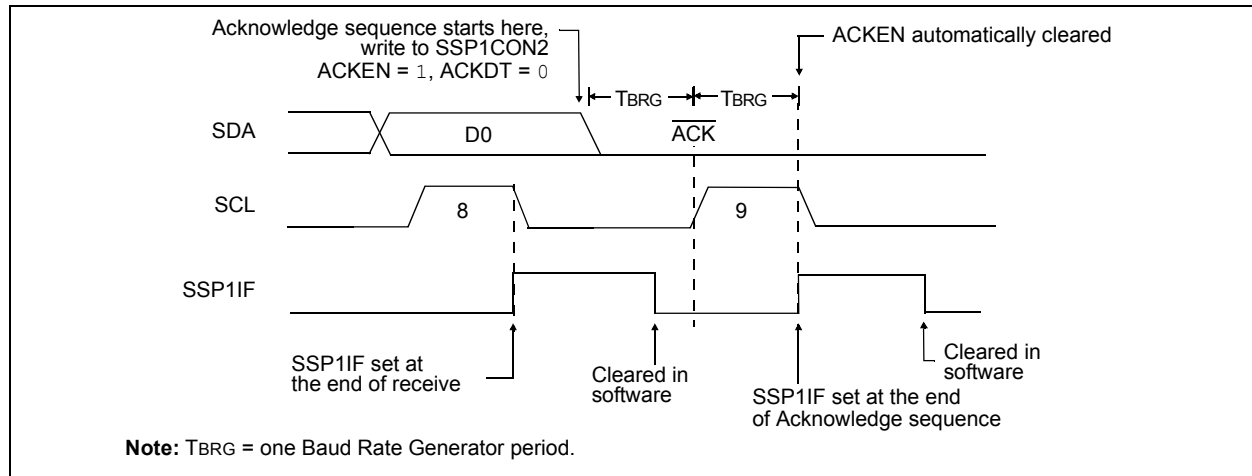 Acknowledge sequence starts here,
write to SSP1CON2
ACKEN = 1, ACKDT = 0
ACKEN automatically cleared
TBRG
TBRG
SDA
D0
ACK
SCL
8
9
SSP1IF
SSP1IF set at
the end of receive
Cleared in
software
SSP1IF set at the end
of Acknowledge sequence
Cleared in
software
Note: TBRG = one Baud Rate Generator period.